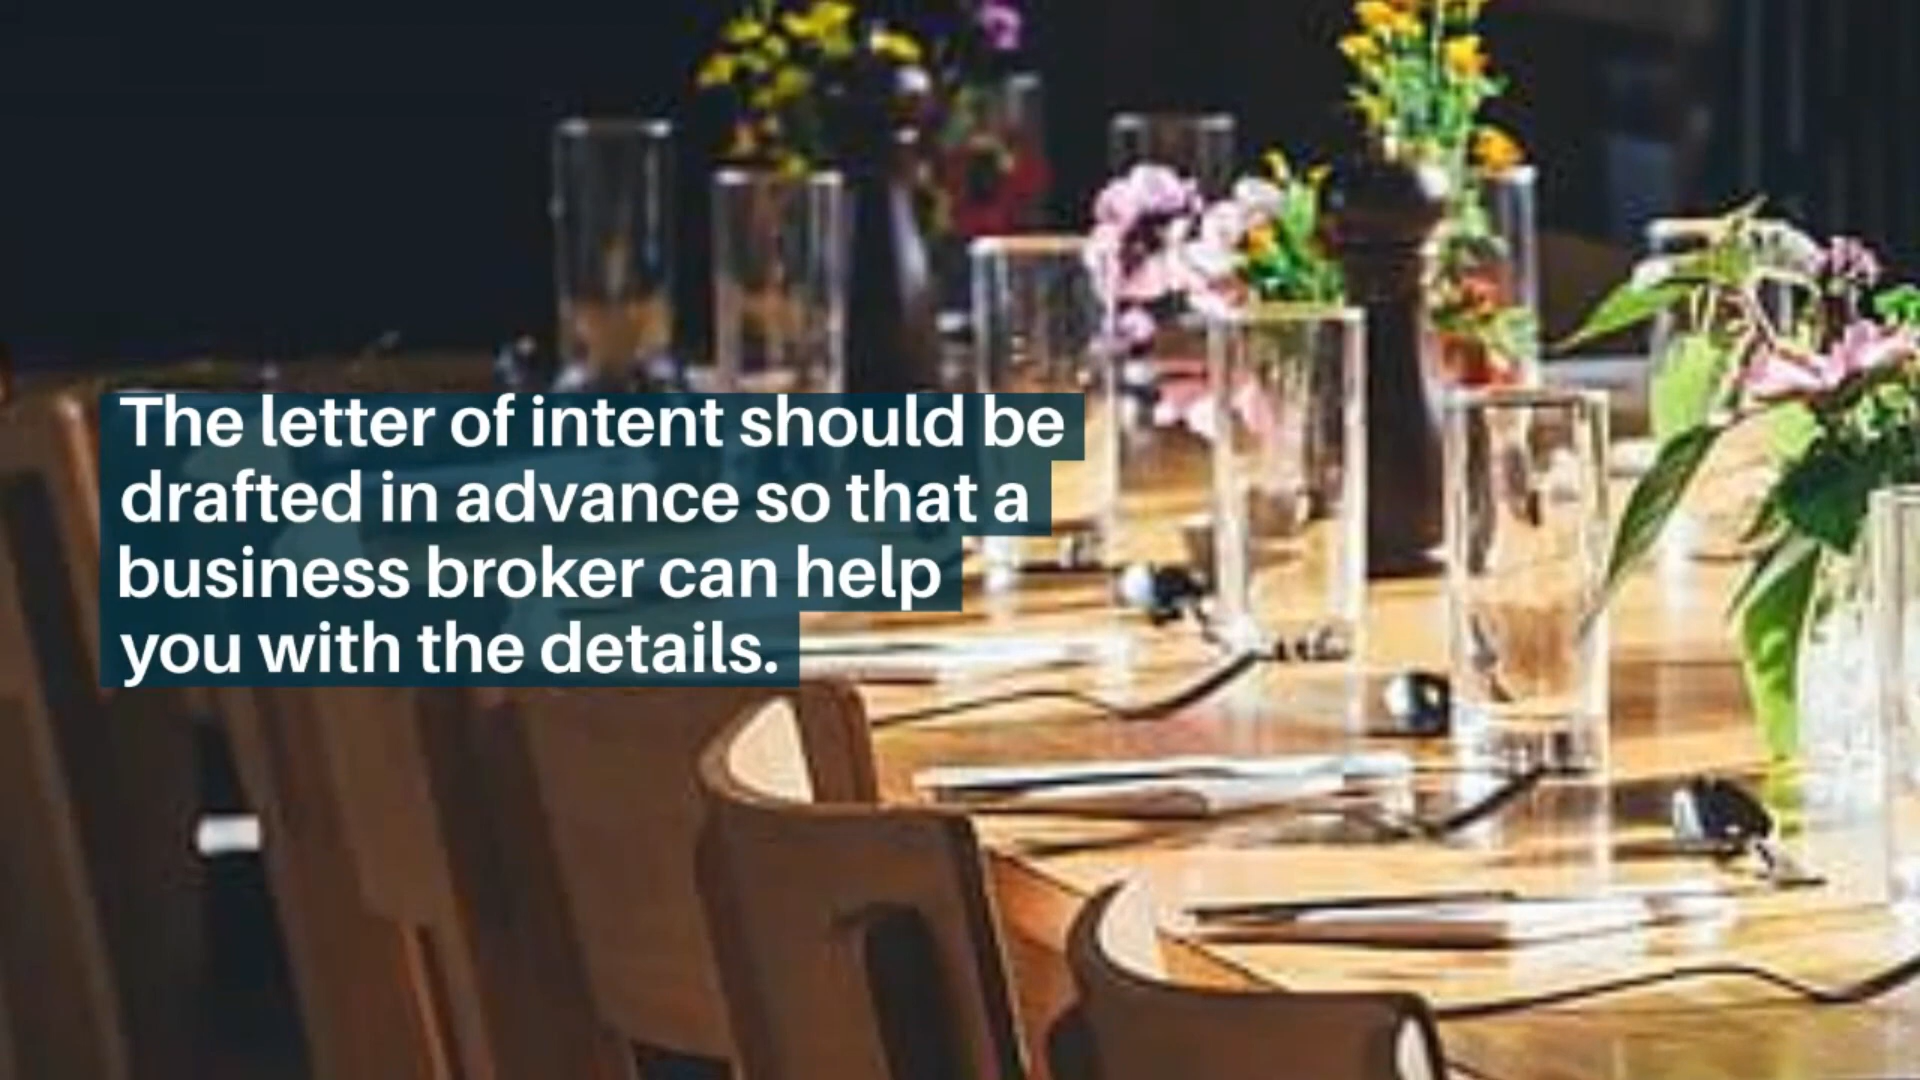 The letter of intent should be
drafted in advance so that a
business broker can help
you with the details.